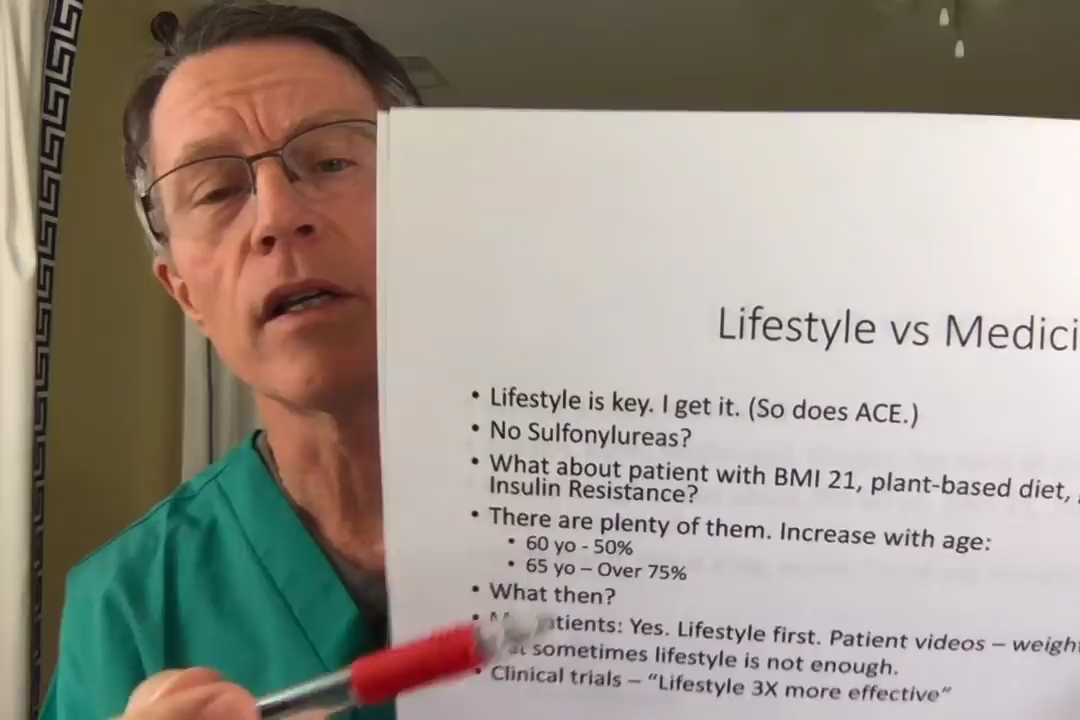 Lifestyle vs Medici
• Lifestyle is key. I get it. (So does ACE.)
• No Sulfonylureas?
• What about patient with BMI 21, plant-based diet,
Insulin Resistance?
• There are plenty of them. Increase with age:
• 60 yo - 50%
• 65 yo – Over 75%
• What then?
• tients: Yes. Lifestyle first. Patient videos – weight
sometimes lifestyle is not enough.
• Clinical trials – “Lifestyle 3X more effective”